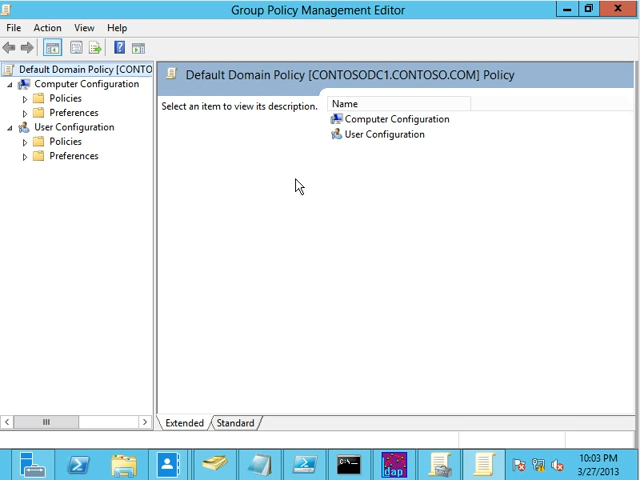 Group Policy Management Editor
File Action View Help
Default Domain Policy [CONTO
Computer Configuration
Policies
Preferences
User Configuration
Policies
Preferences
Default Domain Policy [CONTOSODC1.CONTOSO.COM] Policy
Select an item to view its description.
Name
Computer Configuration
User Configuration
Extended Standard
dap
10:03 PM
3/27/2013